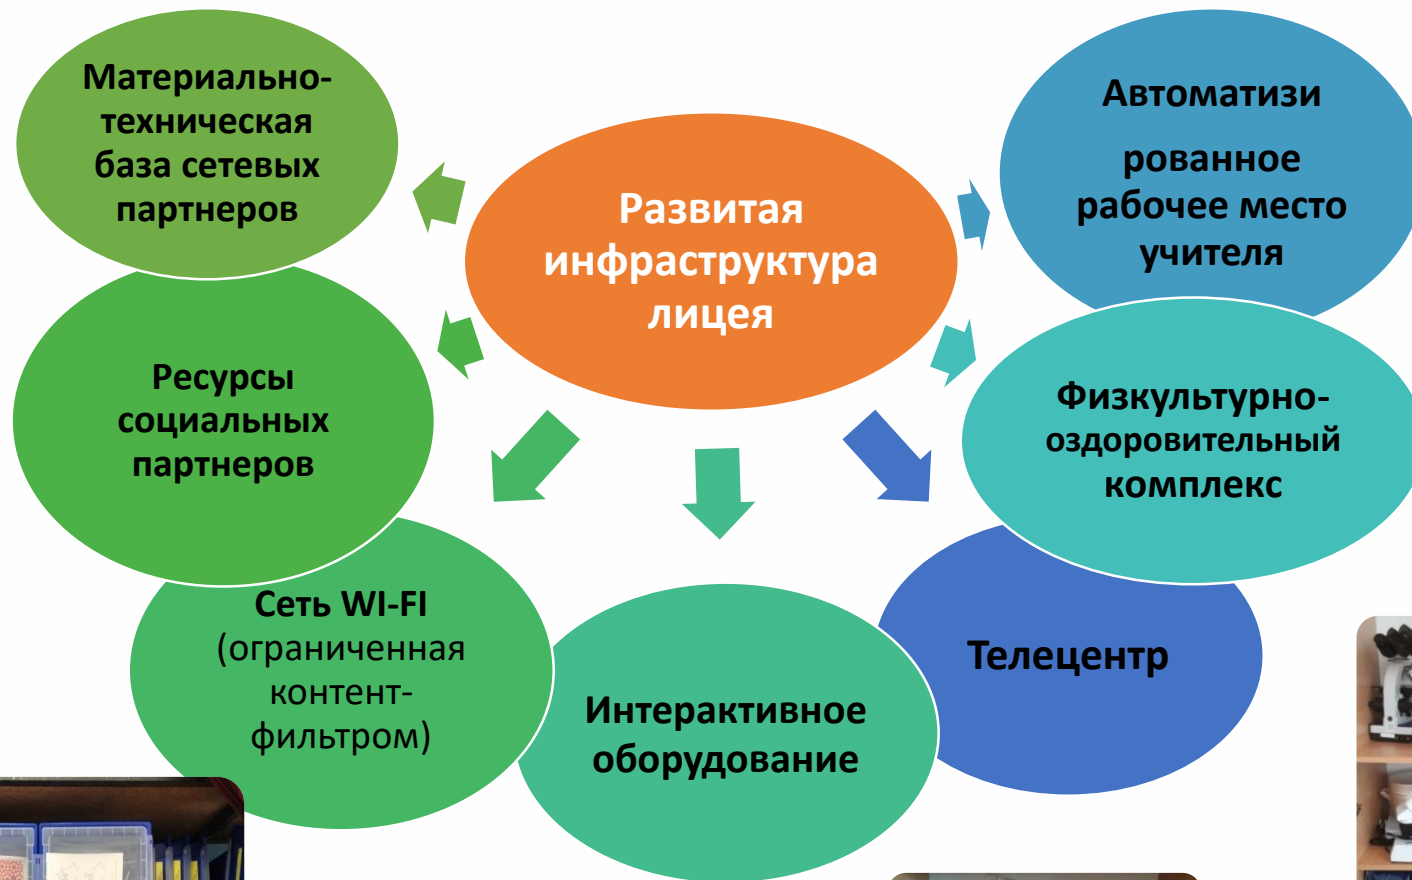 Материально-
техническая
база сетевых
партнеров
Развитая
инфраструктура
лицея
Автоматизи
рованное
рабочее место
учителя
Ресурсы
социальных
партнеров
Физкультурно-
оздоровительный
комплекс
Сеть WI-FI
(ограниченная
контент-
фильтром)
Интерактивное
оборудование
Телецентр